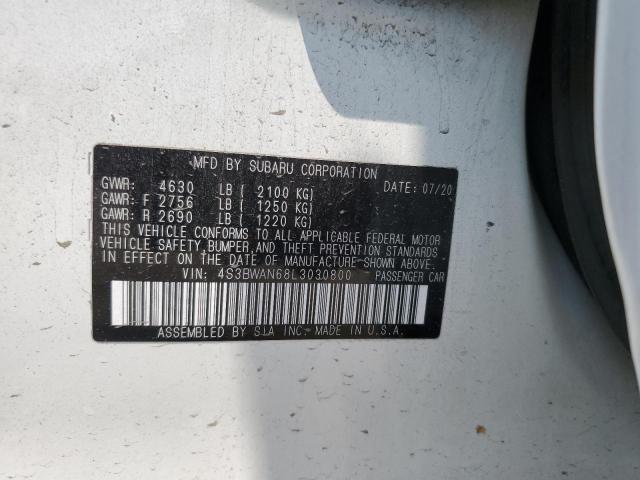 MFD BY SUBARU CORPORATION
GVWR: 4630 LB ( 2100 KG) DATE: 07/20
GAWR: F 2756 LB ( 1250 KG)
GAWR: R 2690 LB ( 1220 KG)
THIS VEHICLE CONFORMS TO ALL APPLICABLE FEDERAL MOTOR
VEHICLE SAFETY, BUMPER, AND THEFT PREVENTION STANDARDS
IN EFFECT ON THE DATE OF MANUFACTURE SHOWN ABOVE.
VIN: 4S3BWAN68L3030800 PASSENGER CAR
ASSEMBLED BY SIA INC. MADE IN U.S.A.